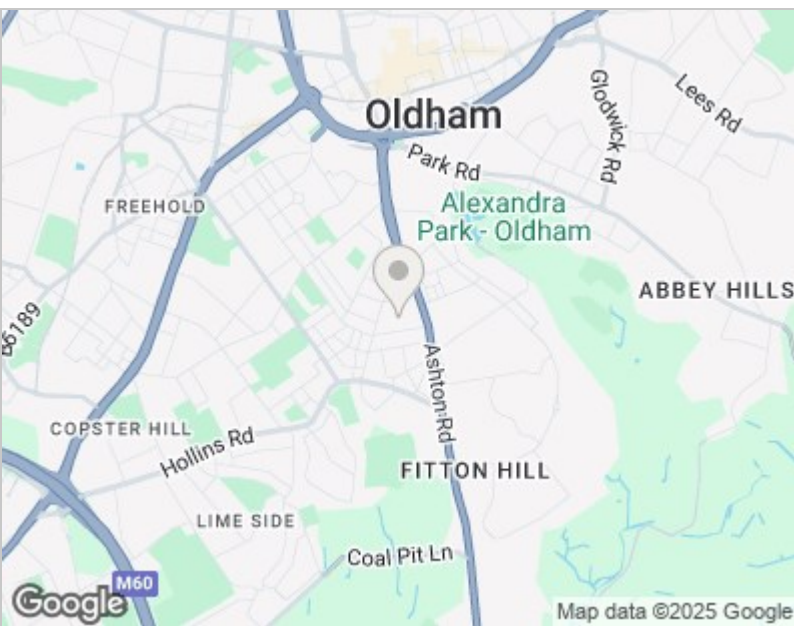 Oldham
Glodwick Rd
Lees Rd
Park Rd
FREEHOLD
Alexandra
Park - Oldham
ABBEY HILLS
B6189
Ashton Rd
COPSTER HILL
Hollins Rd
FITTON HILL
LIME SIDE
Coal Pit Ln
M60
Google
Map data ©2025 Google